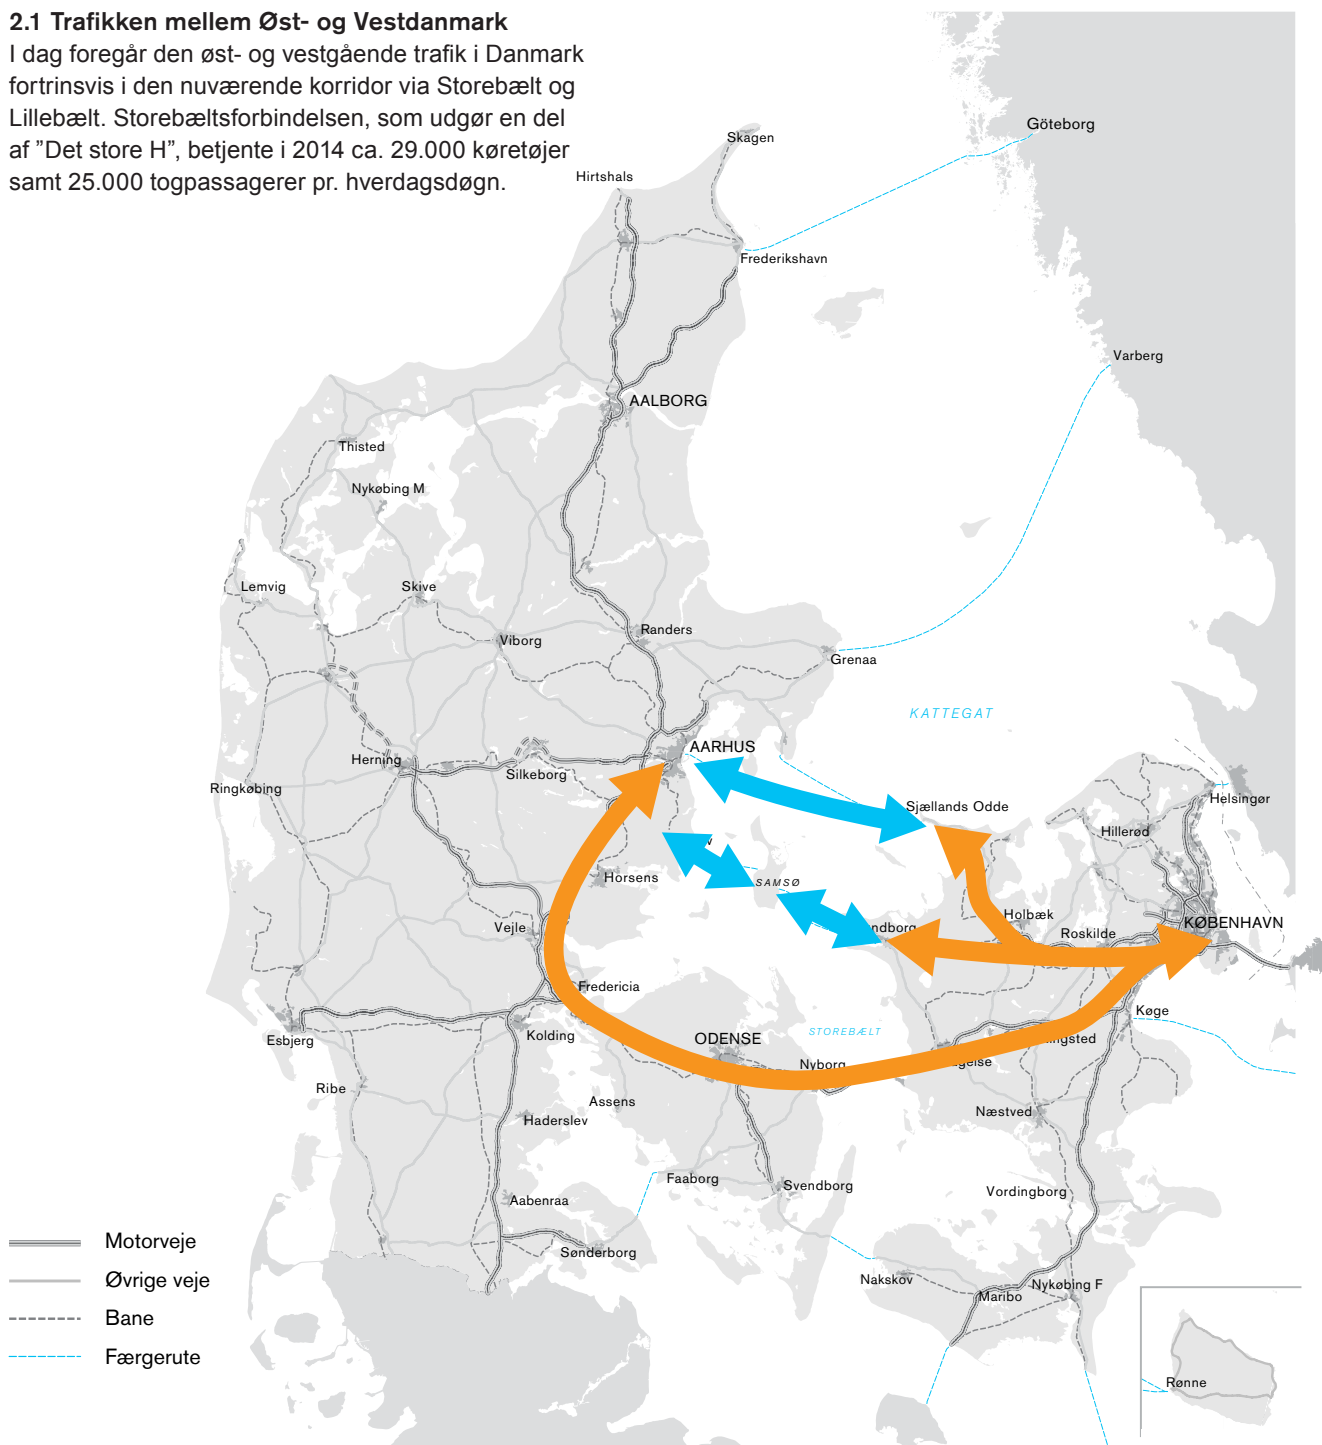 2.1 Trafikken mellem Øst- og Vestdanmark
I dag foregår den øst- og vestgående trafik i Danmark
fortrinsvis i den nuværende korridor via Storebælt og
Lillebælt. Storebæltsforbindelsen, som udgør en del
af ”Det store H”, betjente i 2014 ca. 29.000 køretøjer
samt 25.000 togpassagerer pr. hverdagsdøgn.
Göteborg
Skagen
Hirtshals
Frederikshavn
Varberg
AALBORG
Thisted
Nykøbing M
Lemvig
Skive
Randers
Viborg
Grenaa
KATTEGAT
AARHUS
Herning
Silkeborg
Ringkøbing
Sjællands Odde
Helsingør
Hillerød
Horsens
SAMSØ
Holbæk
KØBENHAVN
Vejle
ndborg
Roskilde
Fredericia
Køge
STOREBÆLT
Kolding
ODENSE
ngsted
Esbjerg
Nyborg
gelse
Ribe
Assens
Næstved
Haderslev
Faaborg
Svendborg
Vordingborg
Aabenraa
Motorveje
Sønderborg
Øvrige veje
Nakskov
Nykøbing F
Maribo
Bane
Færgerute
Rønne